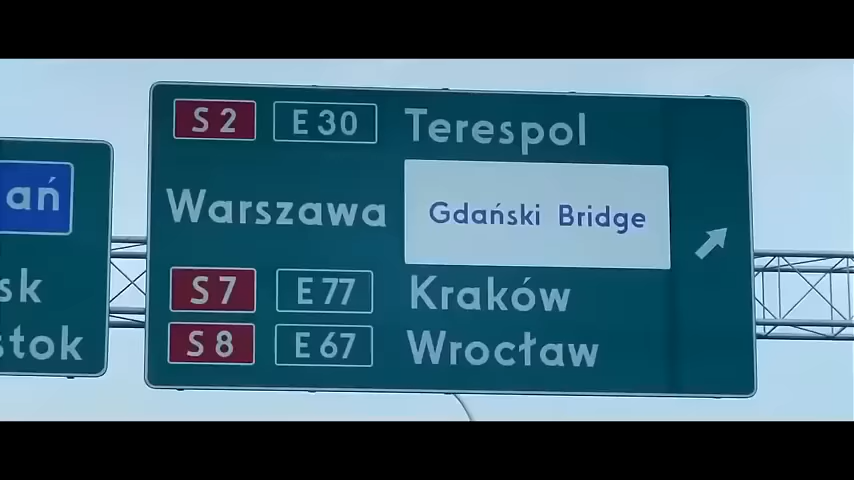 ań
sk
stok
S2 E30 Terespol
Warszawa Gdański Bridge
S7 E77 Kraków
S8 E67 Wrocław